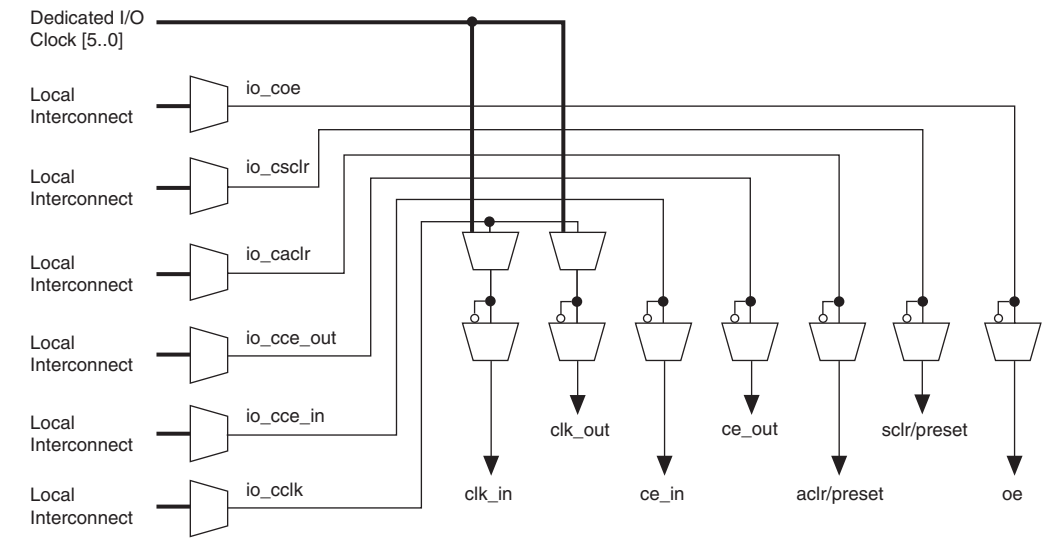 Dedicated I/O
Clock [5..0]
Local
Interconnect
io_coe
Local
Interconnect
io_csclr
Local
Interconnect
io_caclr
Local
Interconnect
io_cce_out
Local
Interconnect
io_cce_in
Local
Interconnect
io_cclk
clk_out
ce_out
sclr/preset
clk_in
ce_in
aclr/preset
oe